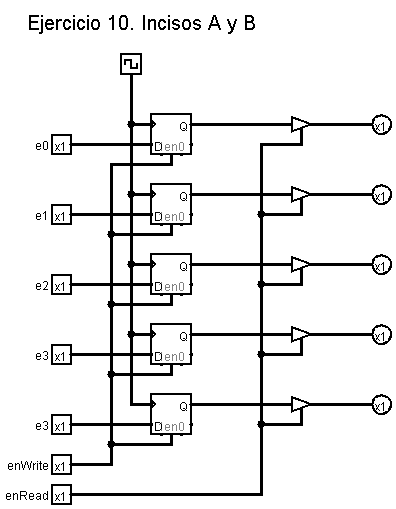 Ejercicio 10. Incisos A y B
Q
x1
e0 x1
D en0
Q
x1
e1 x1
D en0
Q
x1
e2 x1
D en0
Q
x1
e3 x1
D en0
Q
x1
e3 x1
D en0
enWrite x1
enRead x1